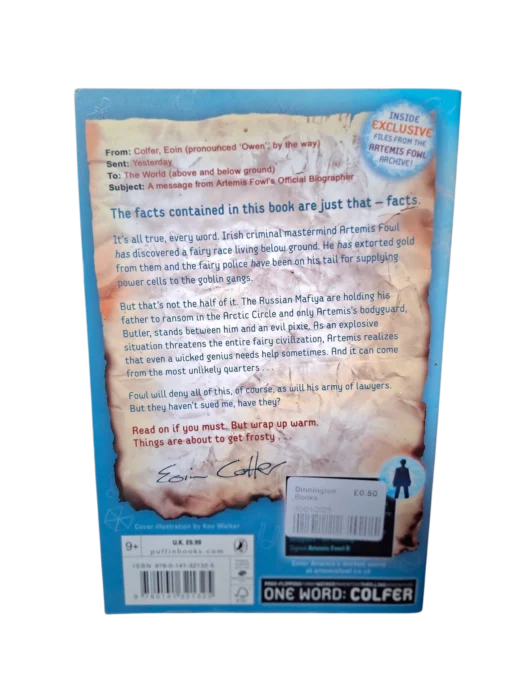 INSIDE
EXCLUSIVE
FILES FROM THE
ARTEMIS FOWL
ARCHIVE!
From: Colfer, Eoin (pronounced 'Owen', by the way)
Sent: Yesterday
To: The World (above and below ground)
Subject: A message from Artemis Fowl's Official Biographer
The facts contained in this book are just that – facts.
It's all true, every word. Irish criminal mastermind Artemis Fowl
has discovered a fairy race living below ground. He has extorted gold
from them and the fairy police have been on his tail for supplying
power cells to the goblin gangs.
But that's not the half of it. The Russian Mafiya are holding his
father to ransom in the Arctic Circle and only Artemis's bodyguard,
Butler, stands between him and an evil pixie. As an explosive
situation threatens the entire fairy civilization, Artemis realizes
that even a wicked genius needs help sometimes. And it can come
from the most unlikely quarters . . .
Fowl will deny all of this, of course, as will his army of lawyers.
But they haven't sued me, have they?
Read on if you must. But wrap up warm.
Things are about to get frosty . . .
Eoin Colfer
Dinnington
Books
£0.50
Cover illustration by Kev Walker
9+
U.K. £6.99
puffinbooks.com
ISBN 978-0-141-32132-5
Artemis Fowl
ONE WORD: COLFER